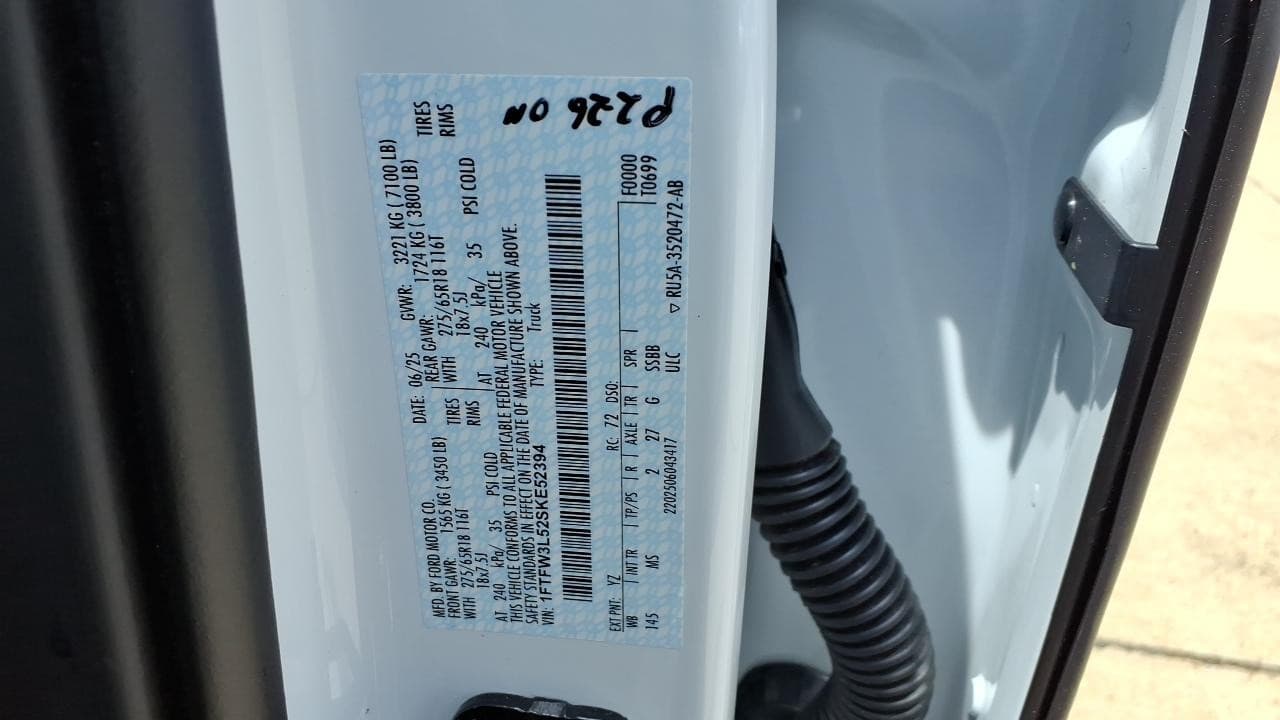 MFD. BY FORD MOTOR CO.
DATE: 06/25 GVWR: 3221 KG ( 7100 LB)
FRONT GAWR: 1565 KG ( 3450 LB) REAR GAWR: 1724 KG ( 3800 LB)
WITH 275/65R18 116T TIRES WITH 275/65R18 116T TIRES
18x7.5J RIMS 18x7.5J RIMS
AT 240 kPa/ 35 PSI COLD AT 240 kPa/ 35 PSI COLD
THIS VEHICLE CONFORMS TO ALL APPLICABLE FEDERAL MOTOR VEHICLE
SAFETY STANDARDS IN EFFECT ON THE DATE OF MANUFACTURE SHOWN ABOVE.
VIN: 1FTFW3L52SKE52394 TYPE: Truck
EXT PNT: YZ RC: 72 DSO: F0000
WB INT TR TP/PS R AXLE TR SPR T0699
145 MS 2 27 G SSBB
2202506043417 ULC ▽ RU5A-3520472-AB
P226 ON